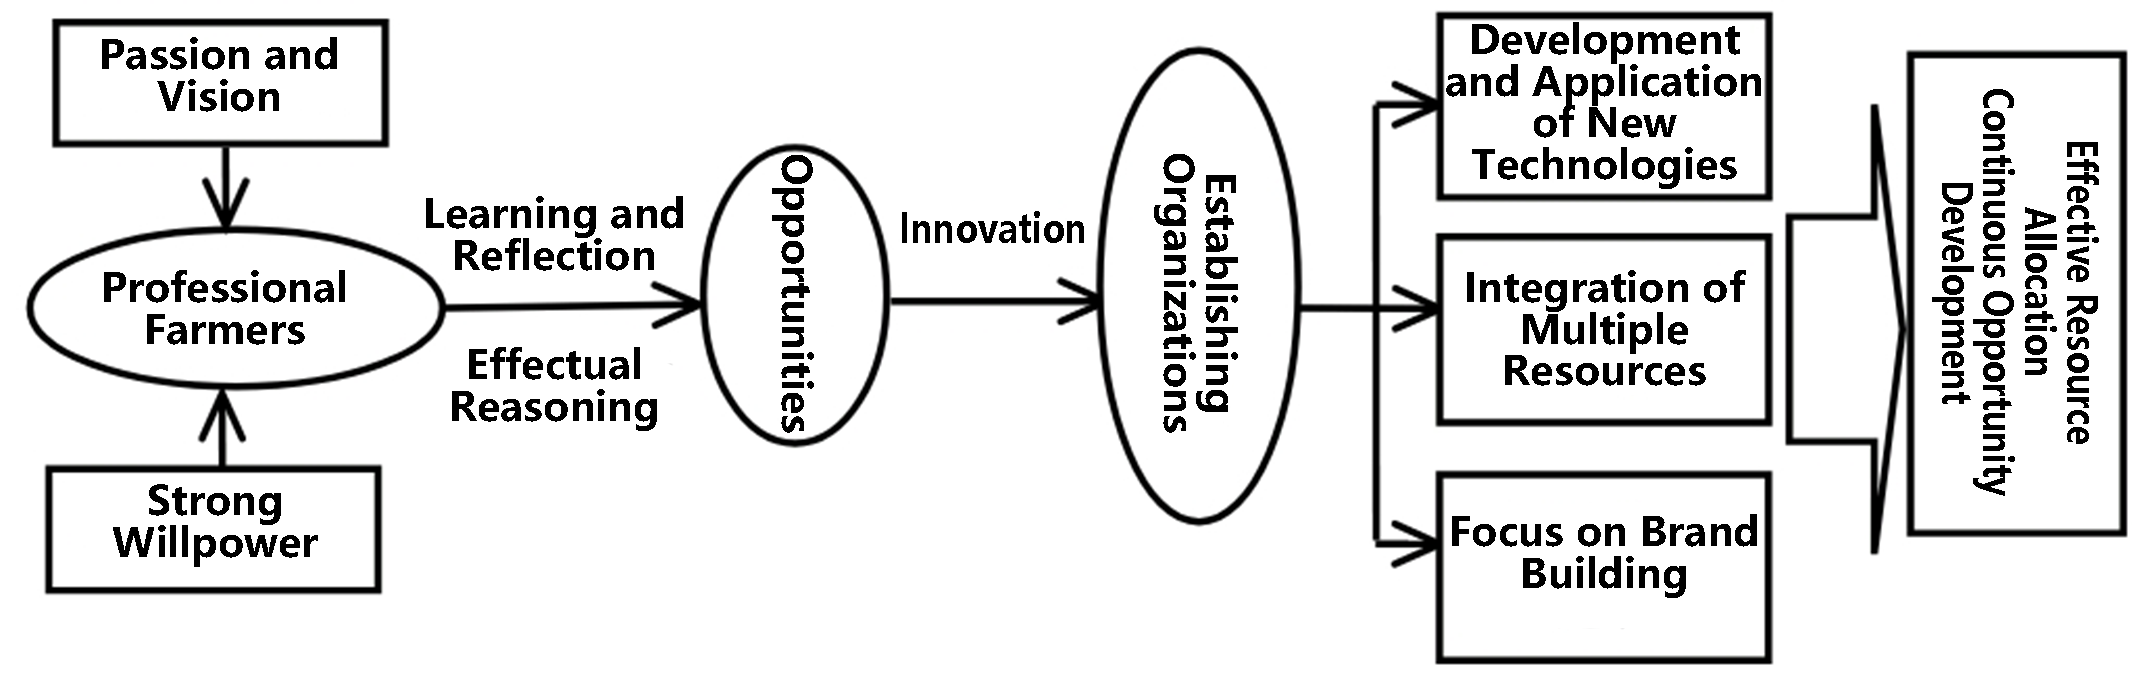 Passion and
Vision
Professional
Farmers
Strong
Willpower
Learning and
Reflection
Effectual
Reasoning
Opportunities
Innovation
Establishing
Organizations
Development
and Application
of New
Technologies
Integration of
Multiple
Resources
Focus on Brand
Building
Effective Resource
Allocation
Continuous Opportunity
Development